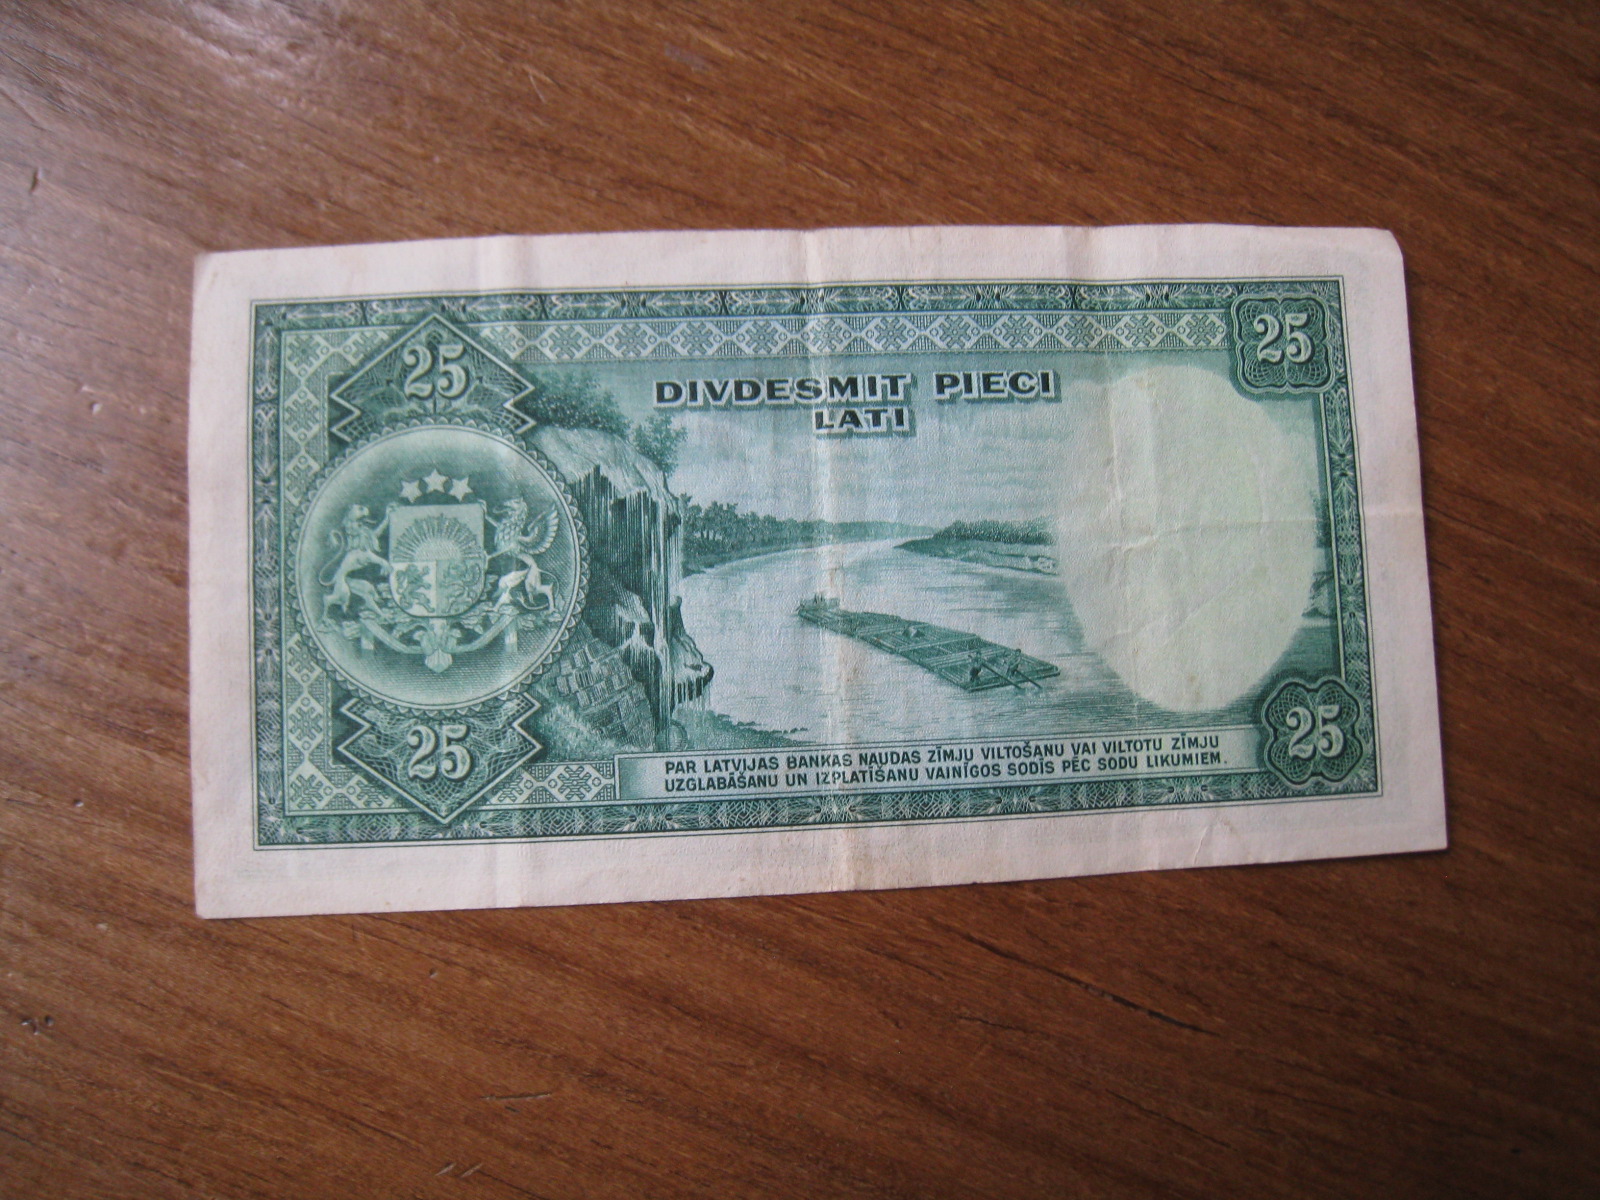 25
25
DIVDESMIT PIECI
LATI
25
25
PAR LATVIJAS BANKAS NAUDAS ZĪMJU VILTOŠANU VAI VILTOTU ZĪMJU
UZGLABĀŠANU UN IZPLATĪŠANU VAINĪGOS SODĪS PĒC SODU LIKUMIEM.